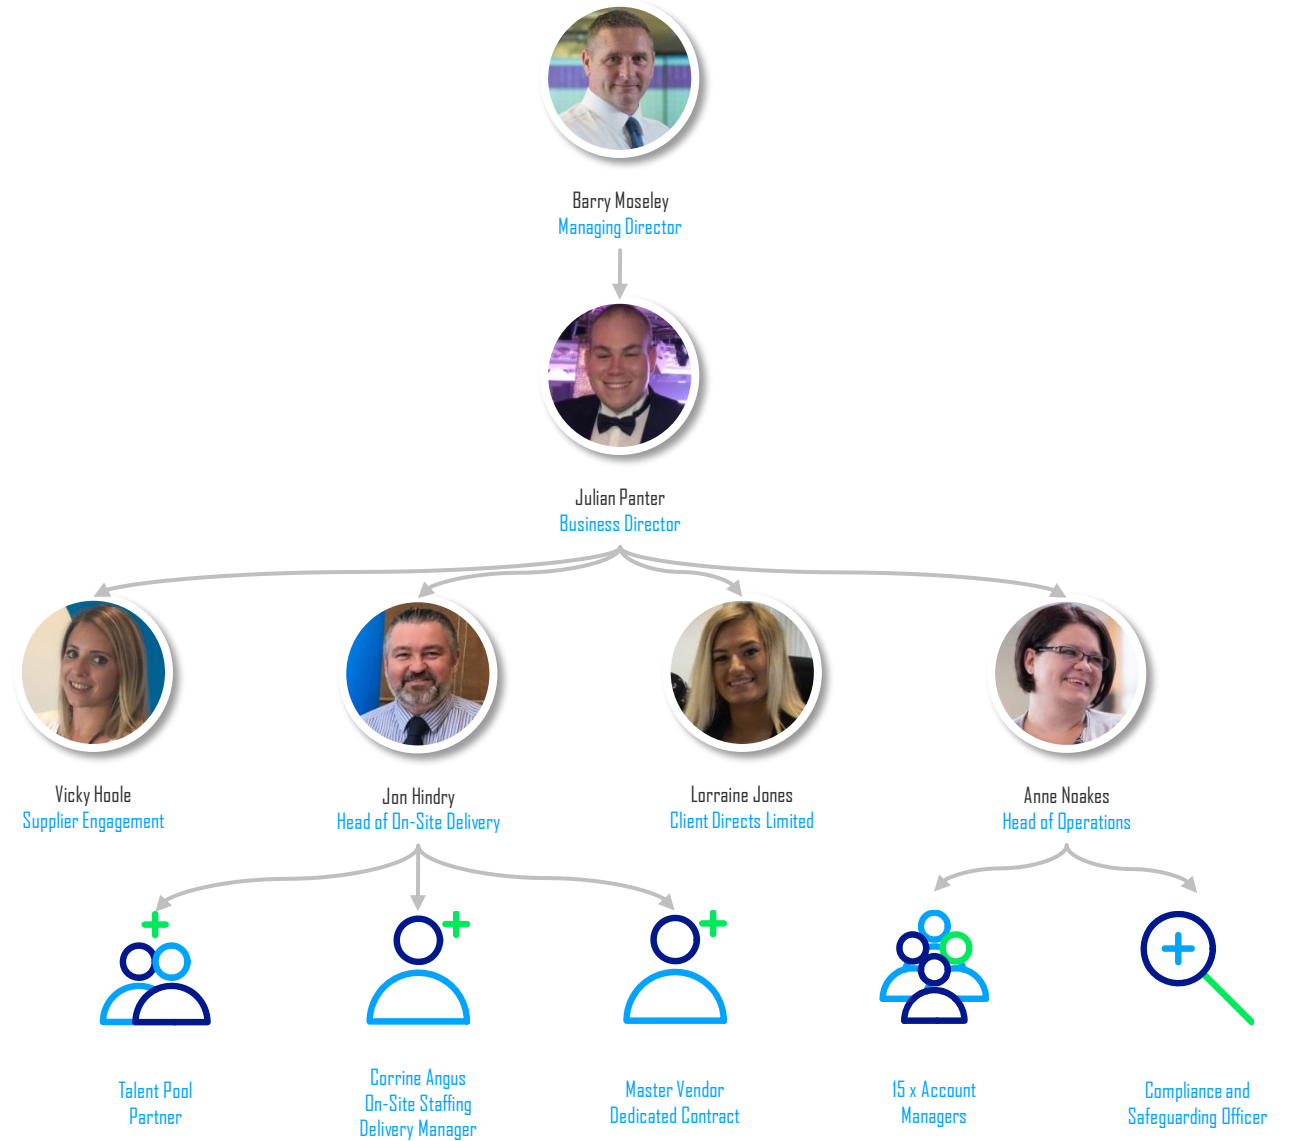 Barry Moseley
Managing Director
Julian Panter
Business Director
Vicky Hoole
Supplier Engagement
Jon Hindry
Head of On-Site Delivery
Lorraine Jones
Client Directs Limited
Anne Noakes
Head of Operations
Talent Pool
Partner
Corrine Angus
On-Site Staffing
Delivery Manager
Master Vendor
Dedicated Contract
15 x Account
Managers
Compliance and
Safeguarding Officer